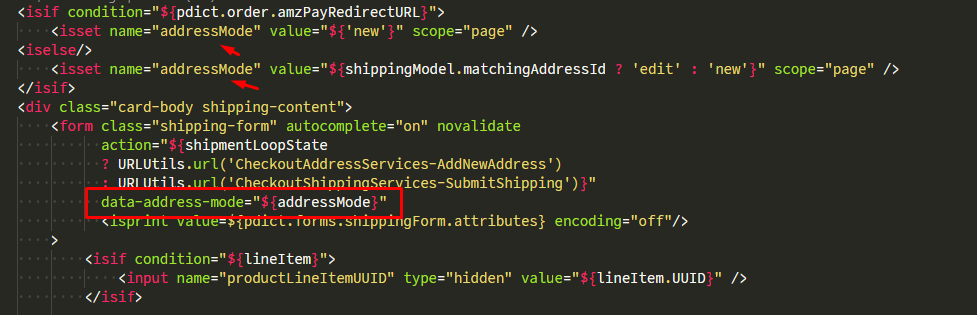 <isif condition="${pdict.order.amzPayRedirectURL}">
<isset name="addressMode" value="${'new'}" scope="page" />
<iselse/>
<isset name="addressMode" value="${shippingModel.matchingAddressId ? 'edit' : 'new'}" scope="page" />
</isif>
<div class="card-body shipping-content">
<form class="shipping-form" autocomplete="on" novalidate
action="${shipmentLoopState
? URLUtils.url('CheckoutAddressServices-AddNewAddress')
: URLUtils.url('CheckoutShippingServices-SubmitShipping')}"
data-address-mode="${addressMode}"
<isprint value=${pdict.forms.shippingForm.attributes} encoding="off"/>
>
<isif condition="${lineItem}">
<input name="productLineItemUUID" type="hidden" value="${lineItem.UUID}" />
</isif>